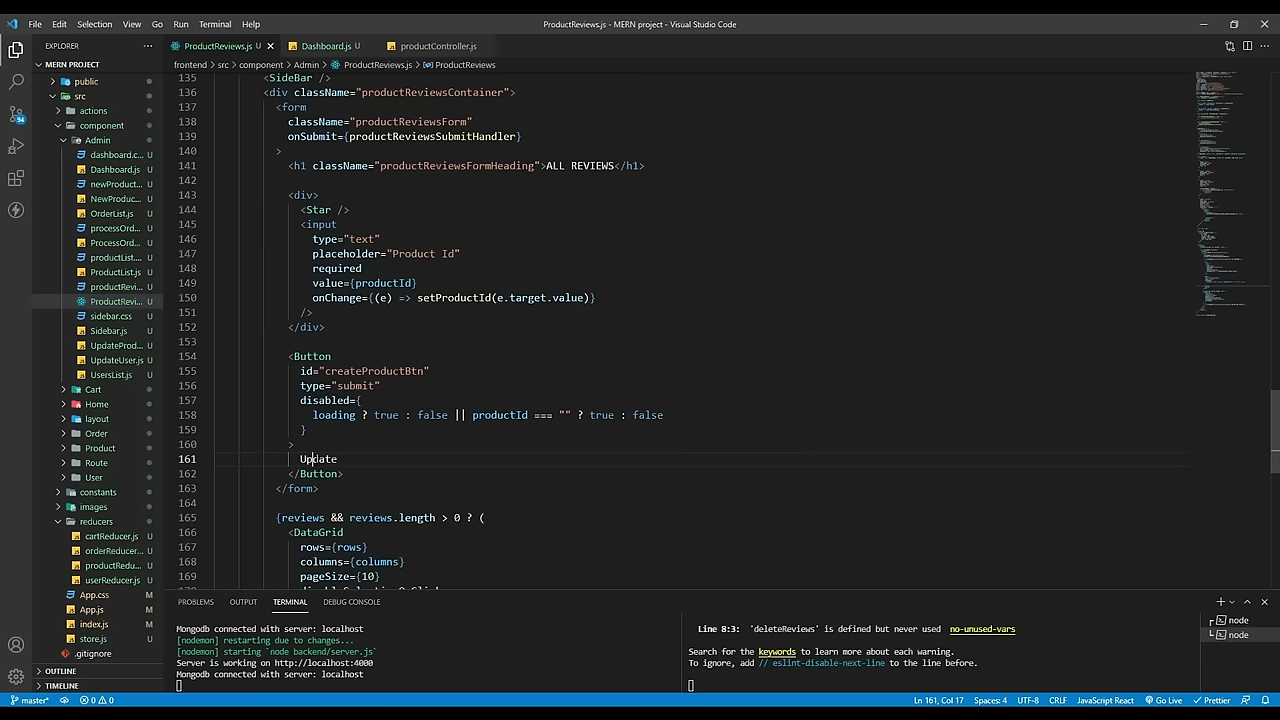 File Edit Selection View Go Run Terminal Help
ProductReviews.js - MERN project - Visual Studio Code
EXPLORER
MERN PROJECT
public
src
actions
component
Admin
dashboard.c... U
Dashboard.js U
newProduct... U
NewProduc... U
OrderList.js U
processOrd... U
ProcessOrd... U
productList.... U
ProductList.js U
productRevi... U
ProductRevi... U
sidebar.css U
Sidebar.js U
UpdateProd... U
UpdateUser.js U
UsersList.js U
Cart
Home
layout
Order
Product
Route
User
constants
images
reducers
cartReducer.js U
orderReducer... U
productRedu... U
userReducer.js U
App.css M
App.js M
index.js M
store.js U
.gitignore
OUTLINE
TIMELINE
94
ProductReviews.js U
Dashboard.js U
productController.js
frontend > src > component > Admin > ProductReviews.js > ProductReviews
135 <SideBar />
136 <div className="productReviewsContainer">
137 <form
138 className="productReviewsForm"
139 onSubmit={productReviewsSubmitHandler}
140 >
141 <h1 className="productReviewsFormHeading">ALL REVIEWS</h1>
142
143 <div>
144 <Star />
145 <input
146 type="text"
147 placeholder="Product Id"
148 required
149 value={productId}
150 onChange={(e) => setProductId(e.target.value)}
151 />
152 </div>
153
154 <Button
155 id="createProductBtn"
156 type="submit"
157 disabled={
158 loading ? true : false || productId === "" ? true : false
159 }
160 >
161 Update
162 </Button>
163 </form>
164
165 {reviews && reviews.length > 0 ? (
166 <DataGrid
167 rows={rows}
168 columns={columns}
169 pageSize={10}
PROBLEMS OUTPUT TERMINAL DEBUG CONSOLE
Mongodb connected with server: localhost
[nodemon] restarting due to changes...
[nodemon] starting `node backend/server.js`
Server is working on http://localhost:4000
Mongodb connected with server: localhost
Line 8:3: 'deleteReviews' is defined but never used no-unused-vars
Search for the keywords to learn more about each warning.
To ignore, add // eslint-disable-next-line to the line before.
node
node
master* 0 0
Ln 161, Col 17 Spaces: 4 UTF-8 CRLF JavaScript React Go Live Prettier